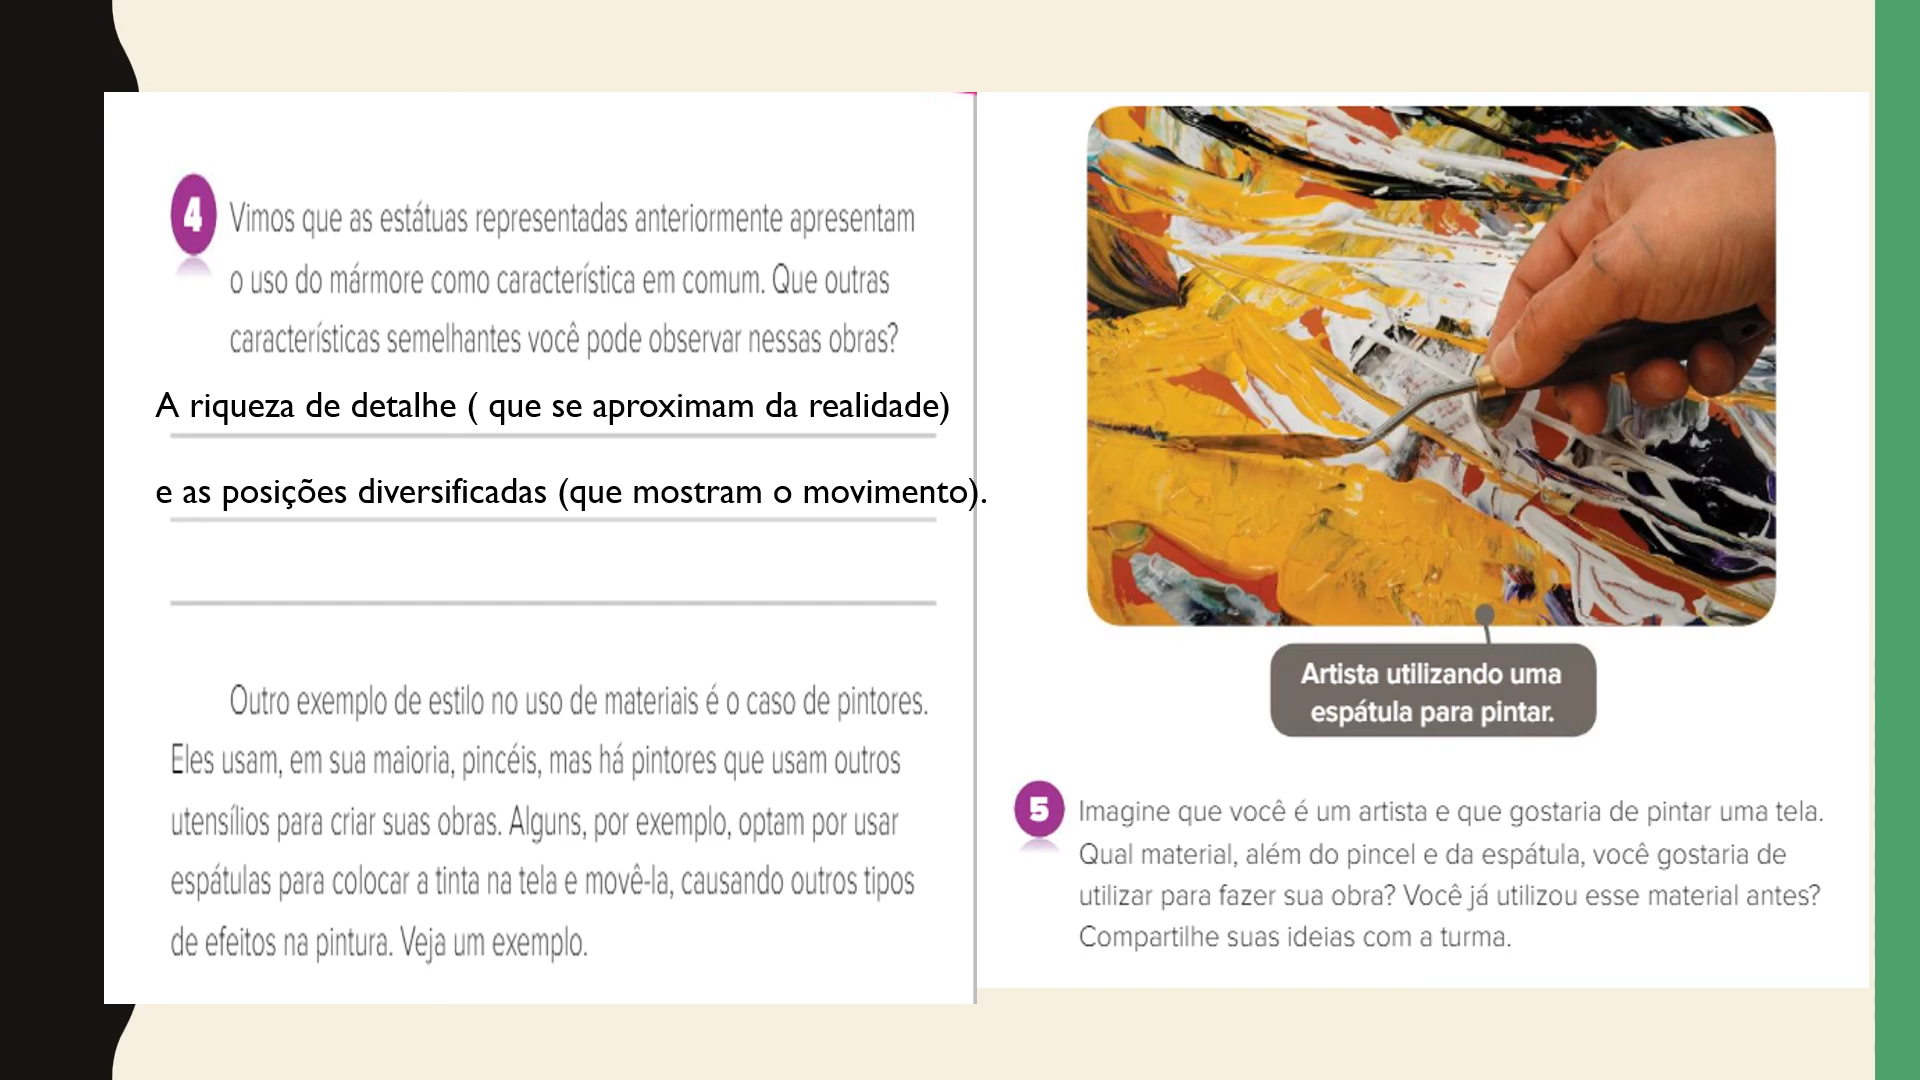 4
Vimos que as estátuas representadas anteriormente apresentam
o uso do mármore como característica em comum. Que outras
características semelhantes você pode observar nessas obras?
A riqueza de detalhe ( que se aproximam da realidade)
e as posições diversificadas (que mostram o movimento).
Outro exemplo de estilo no uso de materiais é o caso de pintores.
Eles usam, em sua maioria, pincéis, mas há pintores que usam outros
utensílios para criar suas obras. Alguns, por exemplo, optam por usar
espátulas para colocar a tinta na tela e movê-la, causando outros tipos
de efeitos na pintura. Veja um exemplo.
Artista utilizando uma
espátula para pintar.
5
Imagine que você é um artista e que gostaria de pintar uma tela.
Qual material, além do pincel e da espátula, você gostaria de
utilizar para fazer sua obra? Você já utilizou esse material antes?
Compartilhe suas ideias com a turma.